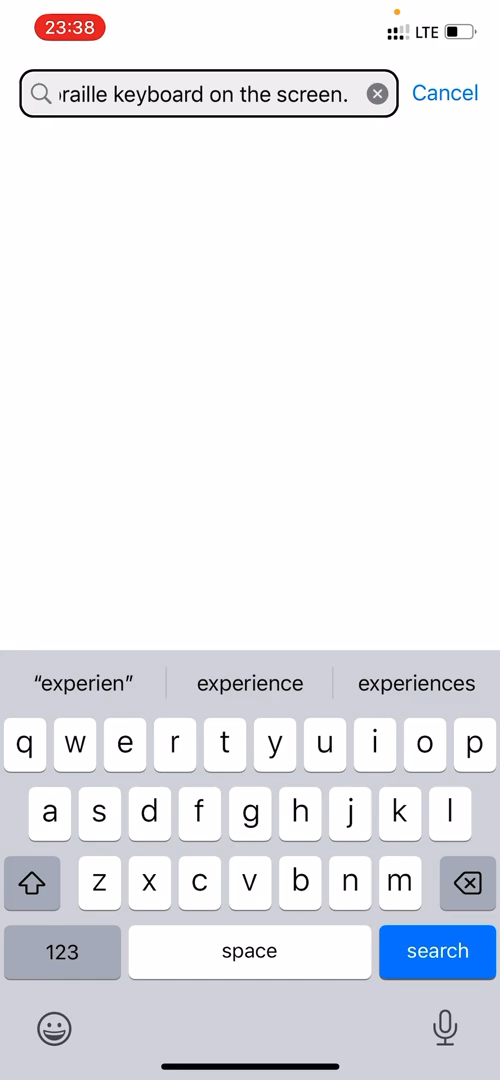 23:38
LTE
raille keyboard on the screen.
Cancel
“experien”
experience
experiences
q w e r t y u i o p
a s d f g h j k l
z x c v b n m
123
space
search